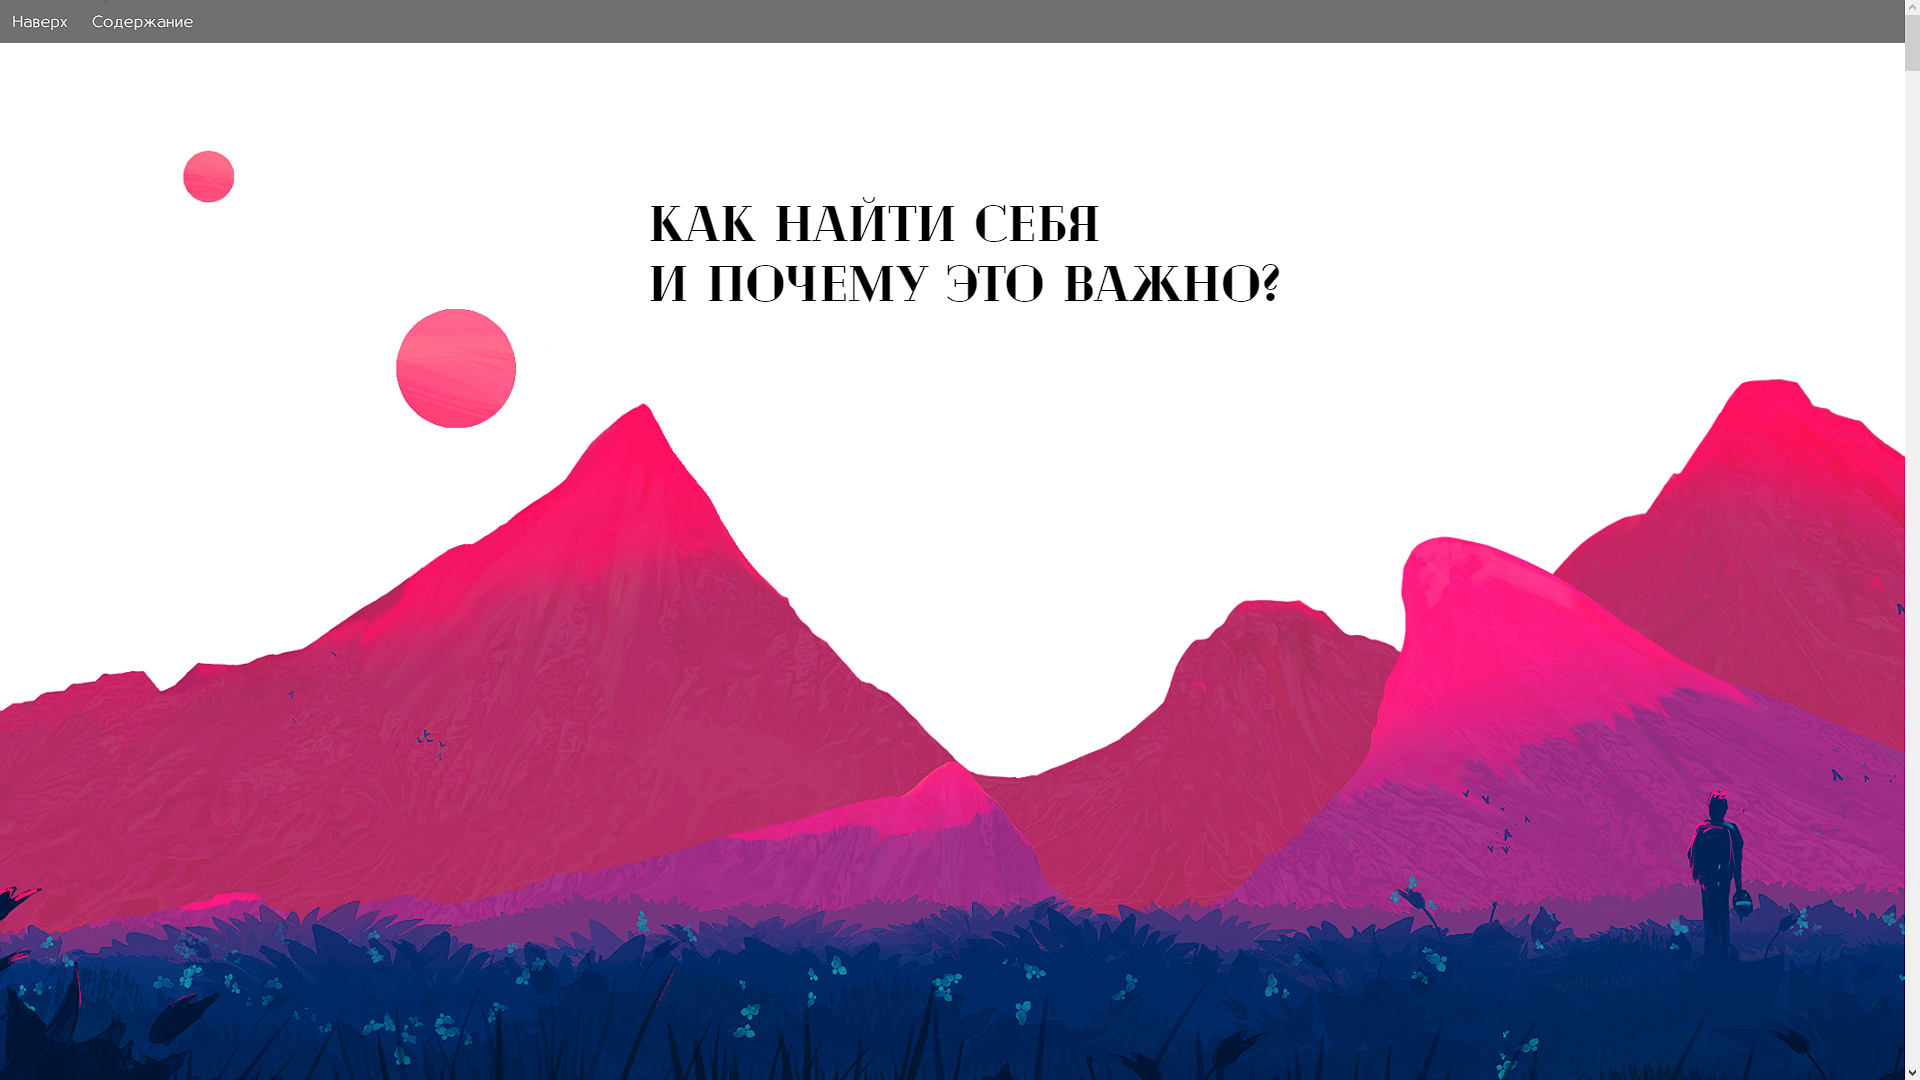 Наверх Содержание
КАК НАЙТИ СЕБЯ
И ПОЧЕМУ ЭТО ВАЖНО?